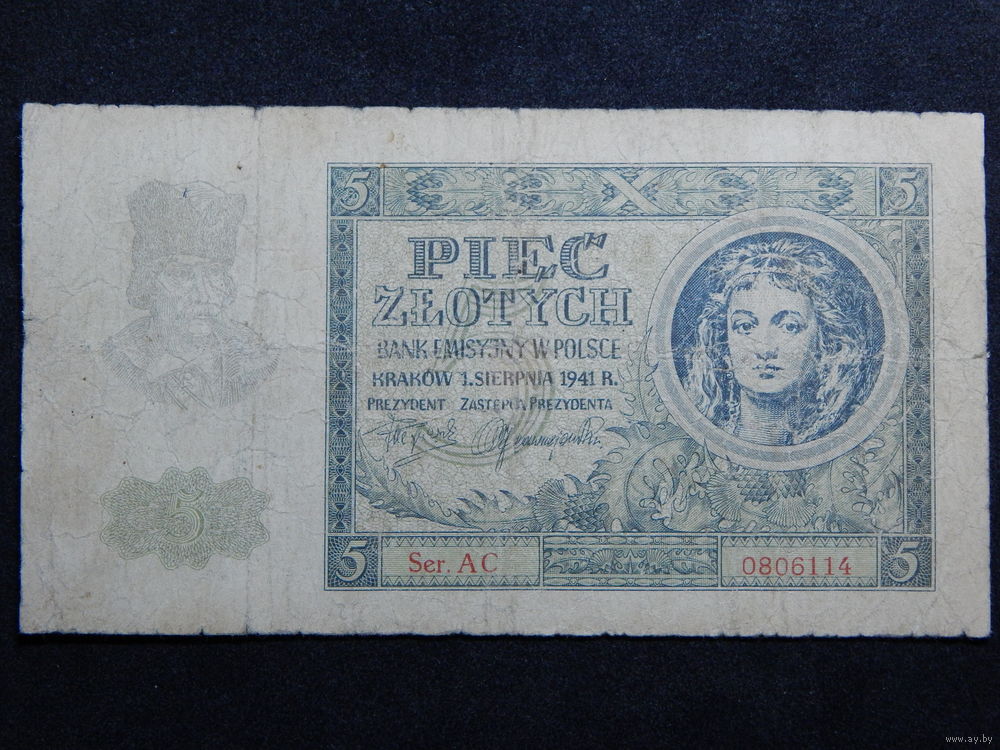 5 5
PIĘĆ
ZŁOTYCH
BANK EMISYJNY W POLSCE
KRAKÓW 1. SIERPNIA 1941 R.
PREZYDENT ZASTĘPCA PREZYDENTA
5
5 Ser. AC 0806114 5
www.ay.by